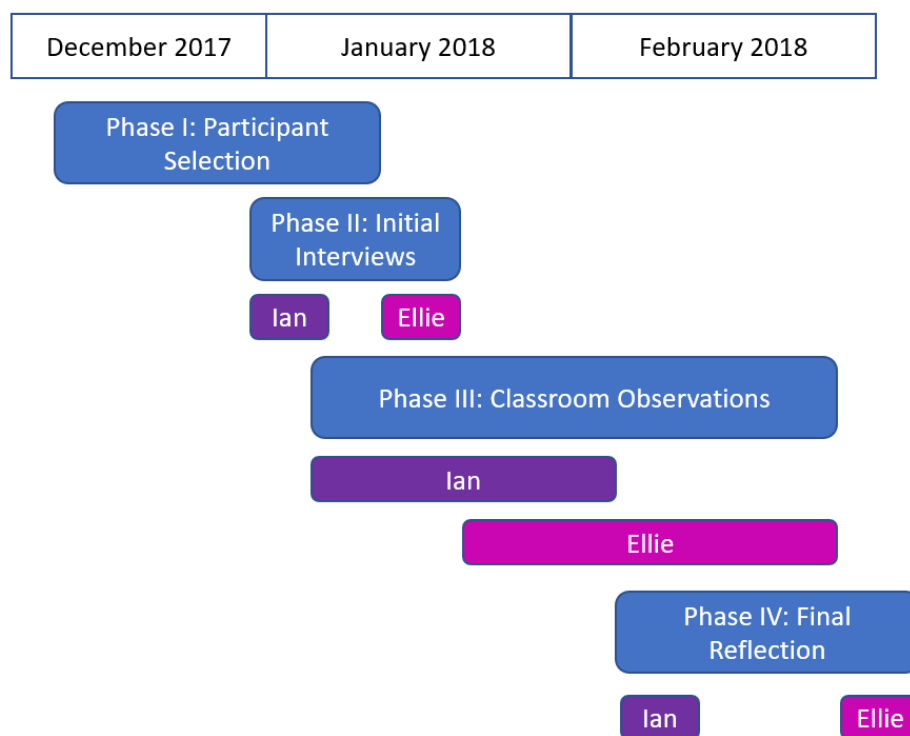 December 2017
January 2018
February 2018
Phase I: Participant
Selection
Phase II: Initial
Interviews
Ian
Ellie
Phase III: Classroom Observations
Ian
Ellie
Phase IV: Final
Reflection
Ian
Ellie